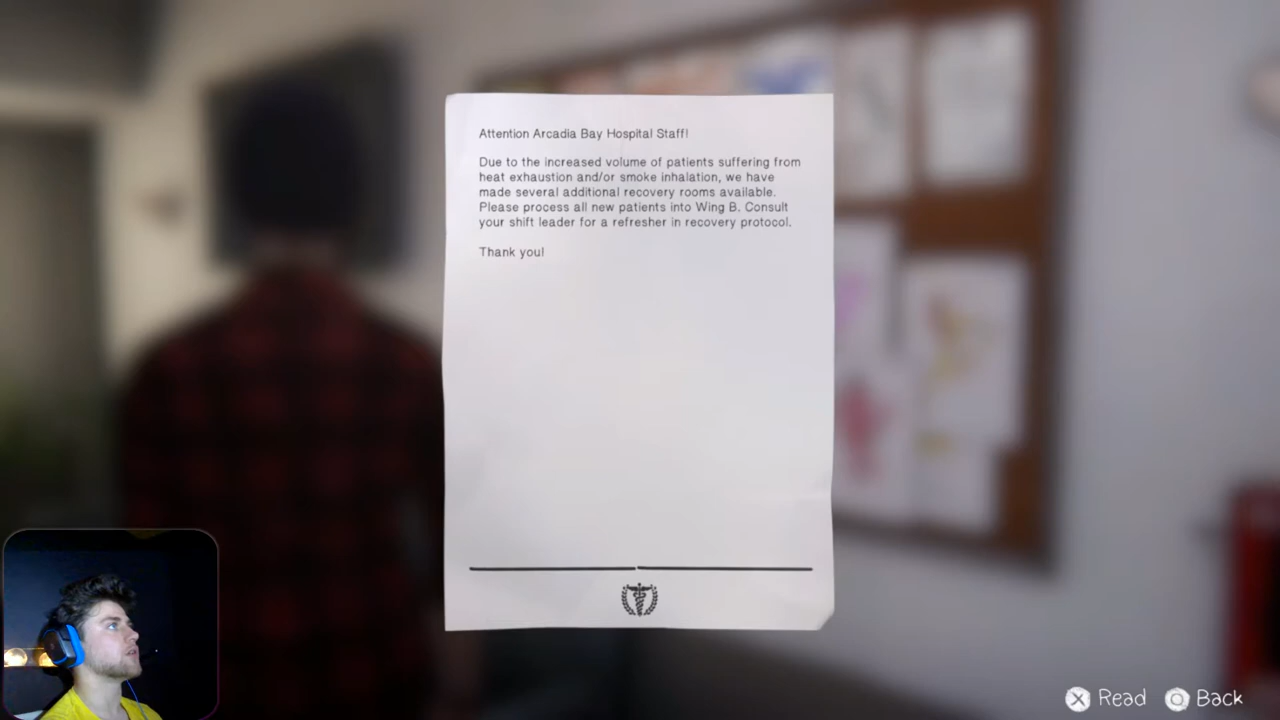 Attention Arcadia Bay Hospital Staff!
Due to the increased volume of patients suffering from
heat exhaustion and/or smoke inhalation, we have
made several additional recovery rooms available.
Please process all new patients into Wing B. Consult
your shift leader for a refresher in recovery protocol.
Thank you!
Read Back